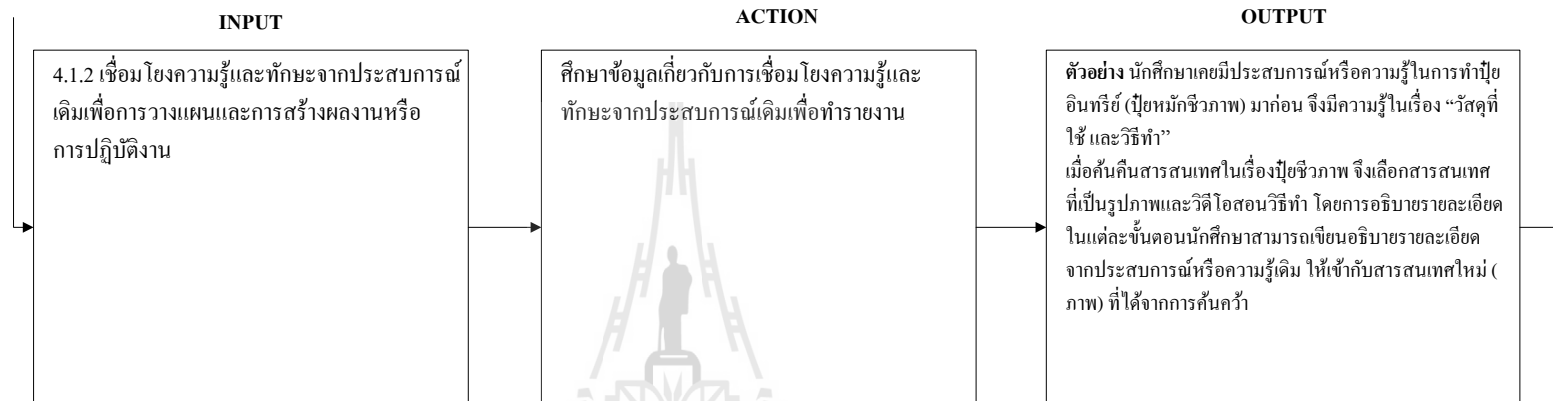 INPUT
ACTION
OUTPUT
4.1.2 เชื่อมโยงความรู้และทักษะจากประสบการณ์
เดิมเพื่อการวางแผนและการสร้างผลงานหรือ
การปฏิบัติงาน
ศึกษาข้อมูลเกี่ยวกับการเชื่อมโยงความรู้และ
ทักษะจากประสบการณ์เดิมเพื่อทำรายงาน
ตัวอย่าง นักศึกษาเคยมีประสบการณ์หรือความรู้ในการทำปุ๋ย
อินทรีย์ (ปุ๋ยหมักชีวภาพ) มาก่อน จึงมีความรู้ในเรื่อง “วัสดุที่
ใช้ และวิธีทำ”
เมื่อค้นคืนสารสนเทศในเรื่องปุ๋ยชีวภาพ จึงเลือกสารสนเทศ
ที่เป็นรูปภาพและวิดีโอสอนวิธีทำ โดยการอธิบายรายละเอียด
ในแต่ละขั้นตอนนักศึกษาสามารถเขียนอธิบายรายละเอียด
จากประสบการณ์หรือความรู้เดิม ให้เข้ากับสารสนเทศใหม่ (
ภาพ) ที่ได้จากการค้นคว้า